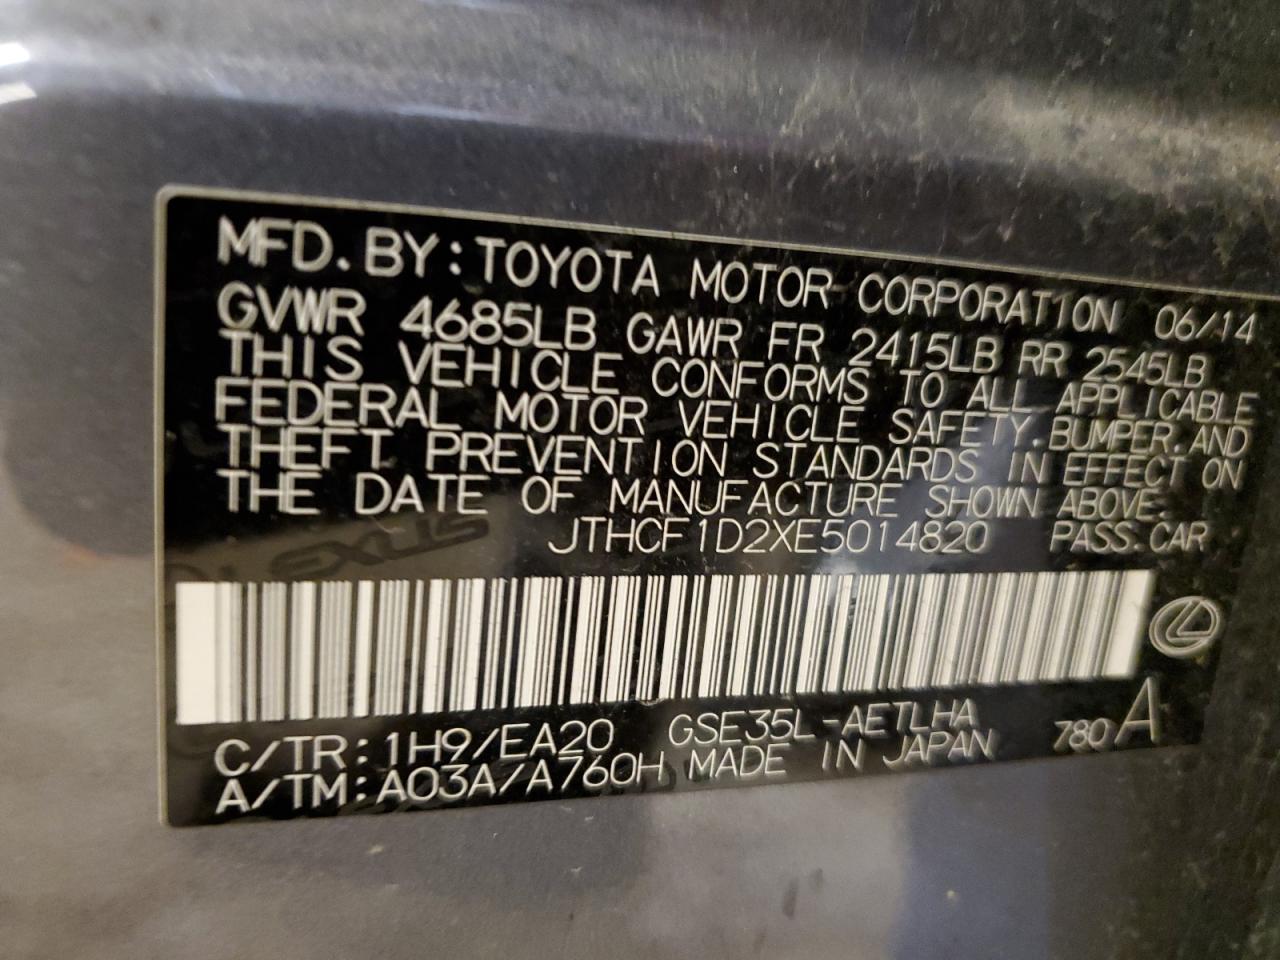 MFD. BY: TOYOTA MOTOR CORPORATION 06/14
GVWR 4685LB GAWR FR 2415LB RR 2545LB
THIS VEHICLE CONFORMS TO ALL APPLICABLE
FEDERAL MOTOR VEHICLE SAFETY, BUMPER, AND
THEFT PREVENTION STANDARDS IN EFFECT ON
THE DATE OF MANUFACTURE SHOWN ABOVE.
LEXUS
JTHCF1D2XE5014820 PASS. CAR
C/TR: 1H9/EA20 GSE35L-AETLHA
A/TM: A03A/A760H MADE IN JAPAN 780 A